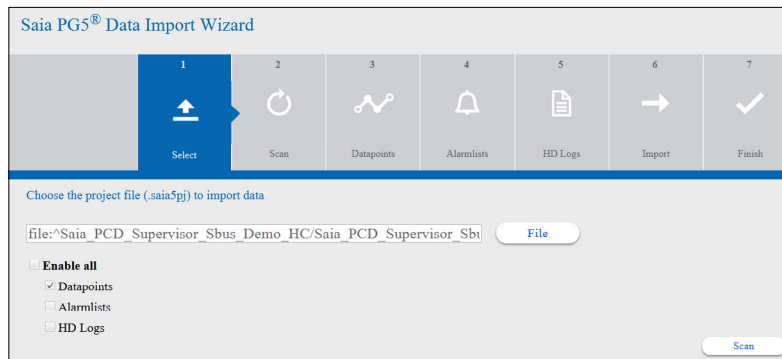 Saia PG5® Data Import Wizard
1 2 3 4 5 6 7
Select Scan Datapoints Alarmlists HD Logs Import Finish
Choose the project file (.saia5pj) to import data
file:^Saia_PCD_Supervisor_Sbus_Demo_HC/Saia_PCD_Supervisor_Sbu File
Enable all
Datapoints
Alarmlists
HD Logs
Scan